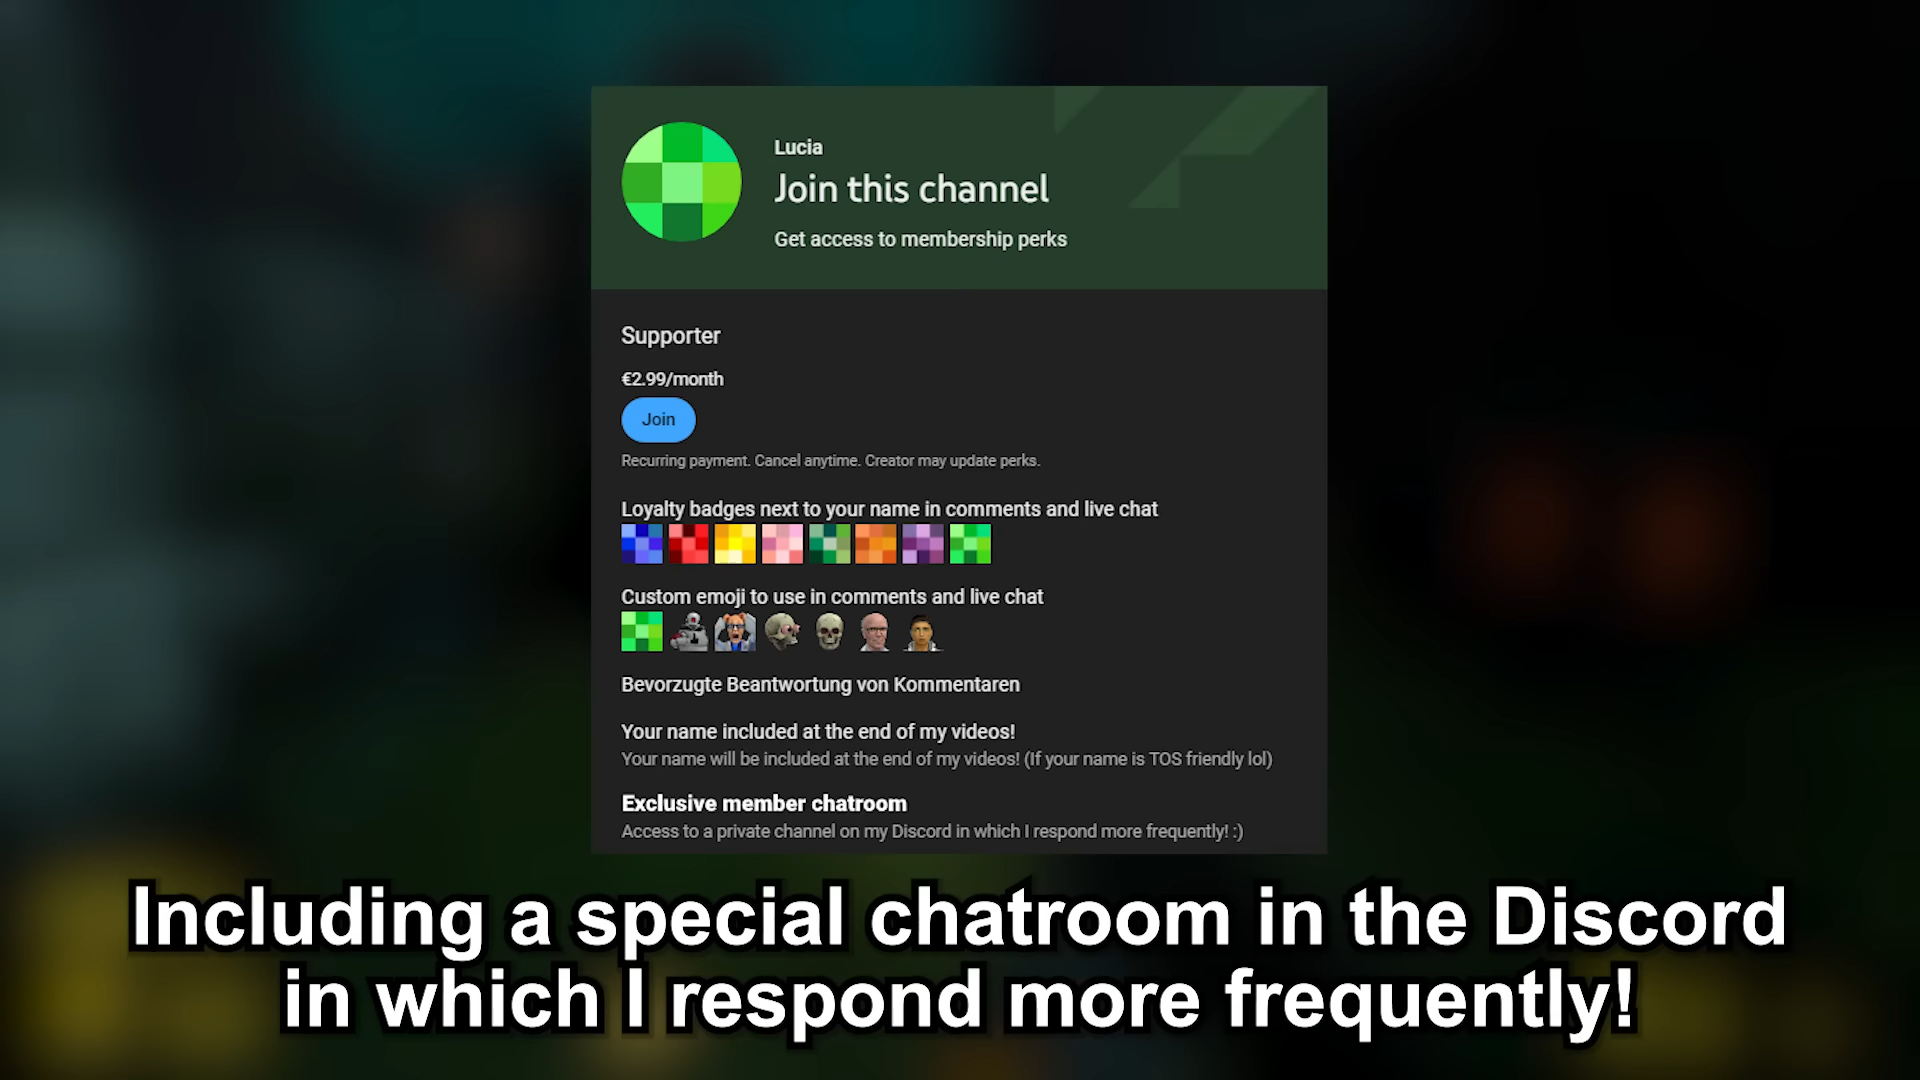 Lucia
Join this channel
Get access to membership perks
Supporter
€2.99/month
Join
Recurring payment. Cancel anytime. Creator may update perks.
Loyalty badges next to your name in comments and live chat
Custom emoji to use in comments and live chat
Bevorzugte Beantwortung von Kommentaren
Your name included at the end of my videos!
Your name will be included at the end of my videos! (If your name is TOS friendly lol)
Exclusive member chatroom
Access to a private channel on my Discord in which I respond more frequently! :)
Including a special chatroom in the Discord
in which I respond more frequently!